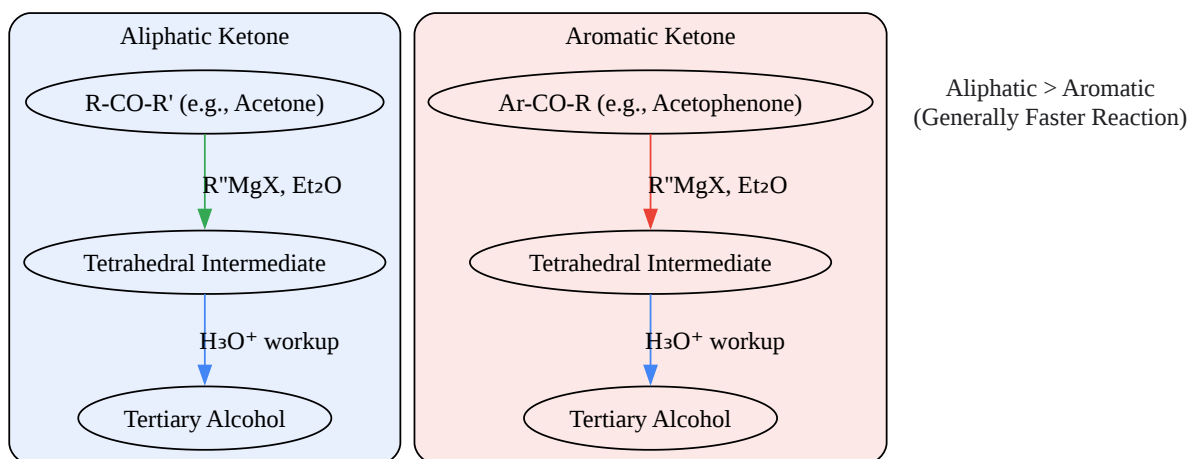 Aliphatic Ketone
R-CO-R' (e.g., Acetone)
R"MgX, Et₂O
Tetrahedral Intermediate
H₃O⁺ workup
Tertiary Alcohol
Aromatic Ketone
Ar-CO-R (e.g., Acetophenone)
R"MgX, Et₂O
Tetrahedral Intermediate
H₃O⁺ workup
Tertiary Alcohol
Aliphatic > Aromatic
(Generally Faster Reaction)